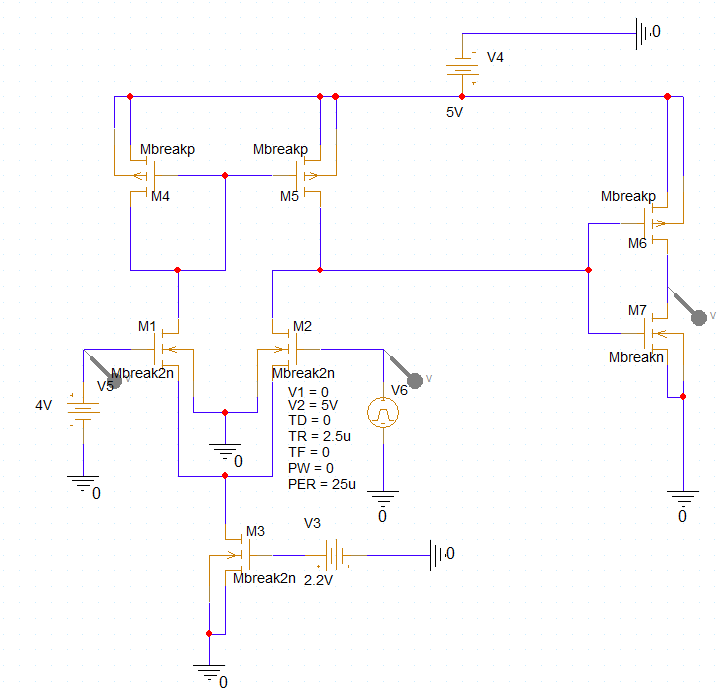 0
V4
5V
Mbreakp
Mbreakp
M4
M5
Mbreakp
M6
M7
V
Mbreakn
M1
M2
Mbreak2n
Mbreak2n
V5
V
V6
V
4V
V1 = 0
V2 = 5V
TD = 0
TR = 2.5u
TF = 0
PW = 0
PER = 25u
0
0
0
0
M3
V3
0
Mbreak2n
2.2V
0